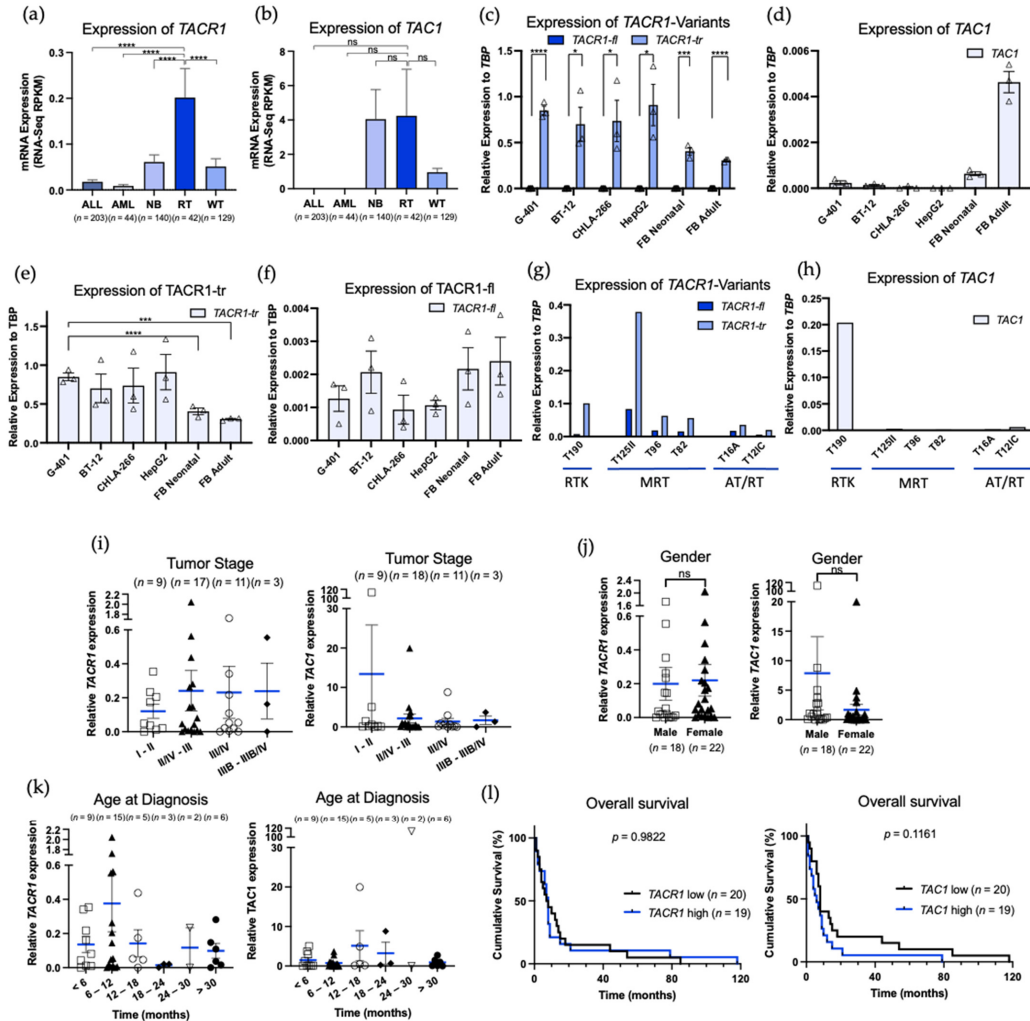 (a)
Expression of TACR1
mRNA Expression
(RNA-Seq RPKM)
0.3
0.2
0.1
0.0
****
****
****
****
ALL AML NB RT WT
(n = 203) (n = 44) (n = 140) (n = 42) (n = 129)
(b)
Expression of TAC1
mRNA Expression
(RNA-Seq RPKM)
8
6
4
2
0
ns
ns
ns
ns
ALL AML NB RT WT
(n = 203) (n = 44) (n = 140) (n = 42) (n = 129)
(c)
Expression of TACR1-Variants
TACR1-fl TACR1-tr
Relative Expression to TBP
1.5
1.0
0.5
0.0
**** * * * *** ****
G-401 BT-12 CHLA-266 HepG2 FB Neonatal FB Adult
(d)
Expression of TAC1
TAC1
Relative Expression to TBP
0.006
0.004
0.002
0.000
G-401 BT-12 CHLA-266 HepG2 FB Neonatal FB Adult
(e)
Expression of TACR1-tr
TACR1-tr
Relative Expression to TBP
1.5
1.0
0.5
0.0
***
****
G-401 BT-12 CHLA-266 HepG2 FB Neonatal FB Adult
(f)
Expression of TACR1-fl
TACR1-fl
Relative Expression to TBP
0.004
0.003
0.002
0.001
0.000
G-401 BT-12 CHLA-266 HepG2 FB Neonatal FB Adult
(g)
Expression of TACR1-Variants
TACR1-fl
TACR1-tr
Relative Expression to TBP
0.4
0.3
0.2
0.1
0.0
T190 T125II T96 T82 T16A T12IC
RTK MRT AT/RT
(h)
Expression of TAC1
TAC1
Relative Expression to TBP
0.25
0.20
0.15
0.10
0.05
0.00
T190 T125II T96 T82 T16A T12IC
RTK MRT AT/RT
(i)
Tumor Stage
(n = 9) (n = 17) (n = 11) (n = 3)
Relative TACR1 expression
2.4
2.0
1.6
1.2
0.6
0.4
0.2
0.0
I - II II/IV - III III/IV IIIB - IIIB/IV
Tumor Stage
(n = 9) (n = 18) (n = 11) (n = 3)
Relative TAC1 expression
120
100
30
20
10
0
I - II II/IV - III III/IV IIIB - IIIB/IV
(j)
Gender
ns
Relative TACR1 expression
2.4
2.0
1.6
1.2
0.6
0.4
0.2
0.0
Male Female
(n = 18) (n = 22)
Gender
ns
Relative TAC1 expression
120
100
20
15
10
5
0
Male Female
(n = 18) (n = 22)
(k)
Age at Diagnosis
(n = 9) (n = 15) (n = 5) (n = 3) (n = 2) (n = 6)
Relative TACR1 expression
2.2
2.0
1.8
1.6
1.4
1.2
0.6
0.4
0.2
0.0
< 6 6 – 12 12 – 18 18 – 24 24 – 30 > 30
Time (months)
Age at Diagnosis
(n = 9) (n = 15) (n = 5) (n = 3) (n = 2) (n = 6)
Relative TAC1 expression
120
100
30
20
10
0
< 6 6 – 12 12 – 18 18 – 24 24 – 30 > 30
Time (months)
(l)
Overall survival
p = 0.9822
TACR1 low (n = 20)
TACR1 high (n = 19)
Cumulative Survival (%)
100
50
0
0 40 80 120
Time (months)
Overall survival
p = 0.1161
TAC1 low (n = 20)
TAC1 high (n = 19)
Cumulative Survival (%)
100
50
0
0 40 80 120
Time (months)